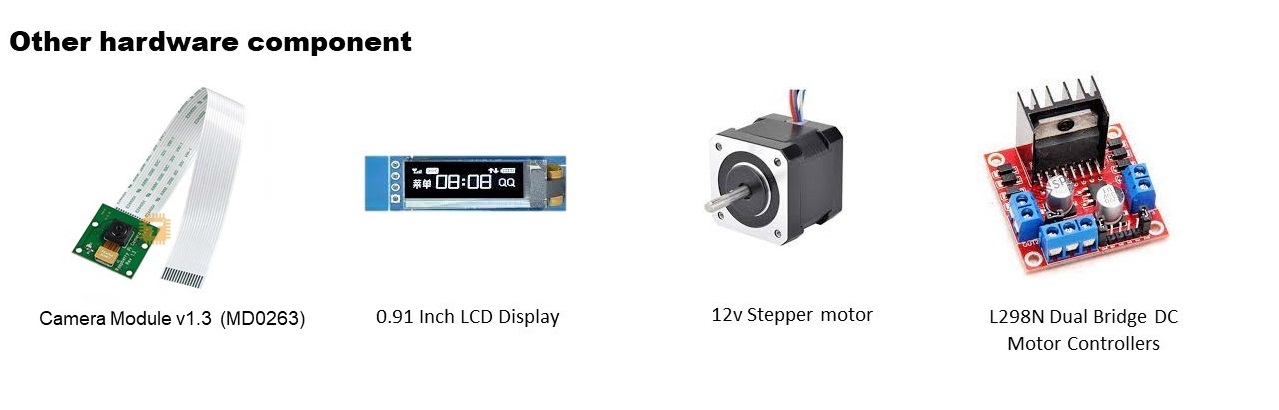 Other hardware component
菜单 08:08 QQ
Camera Module v1.3 (MD0263)
0.91 Inch LCD Display
12v Stepper motor
L298N Dual Bridge DC
Motor Controllers